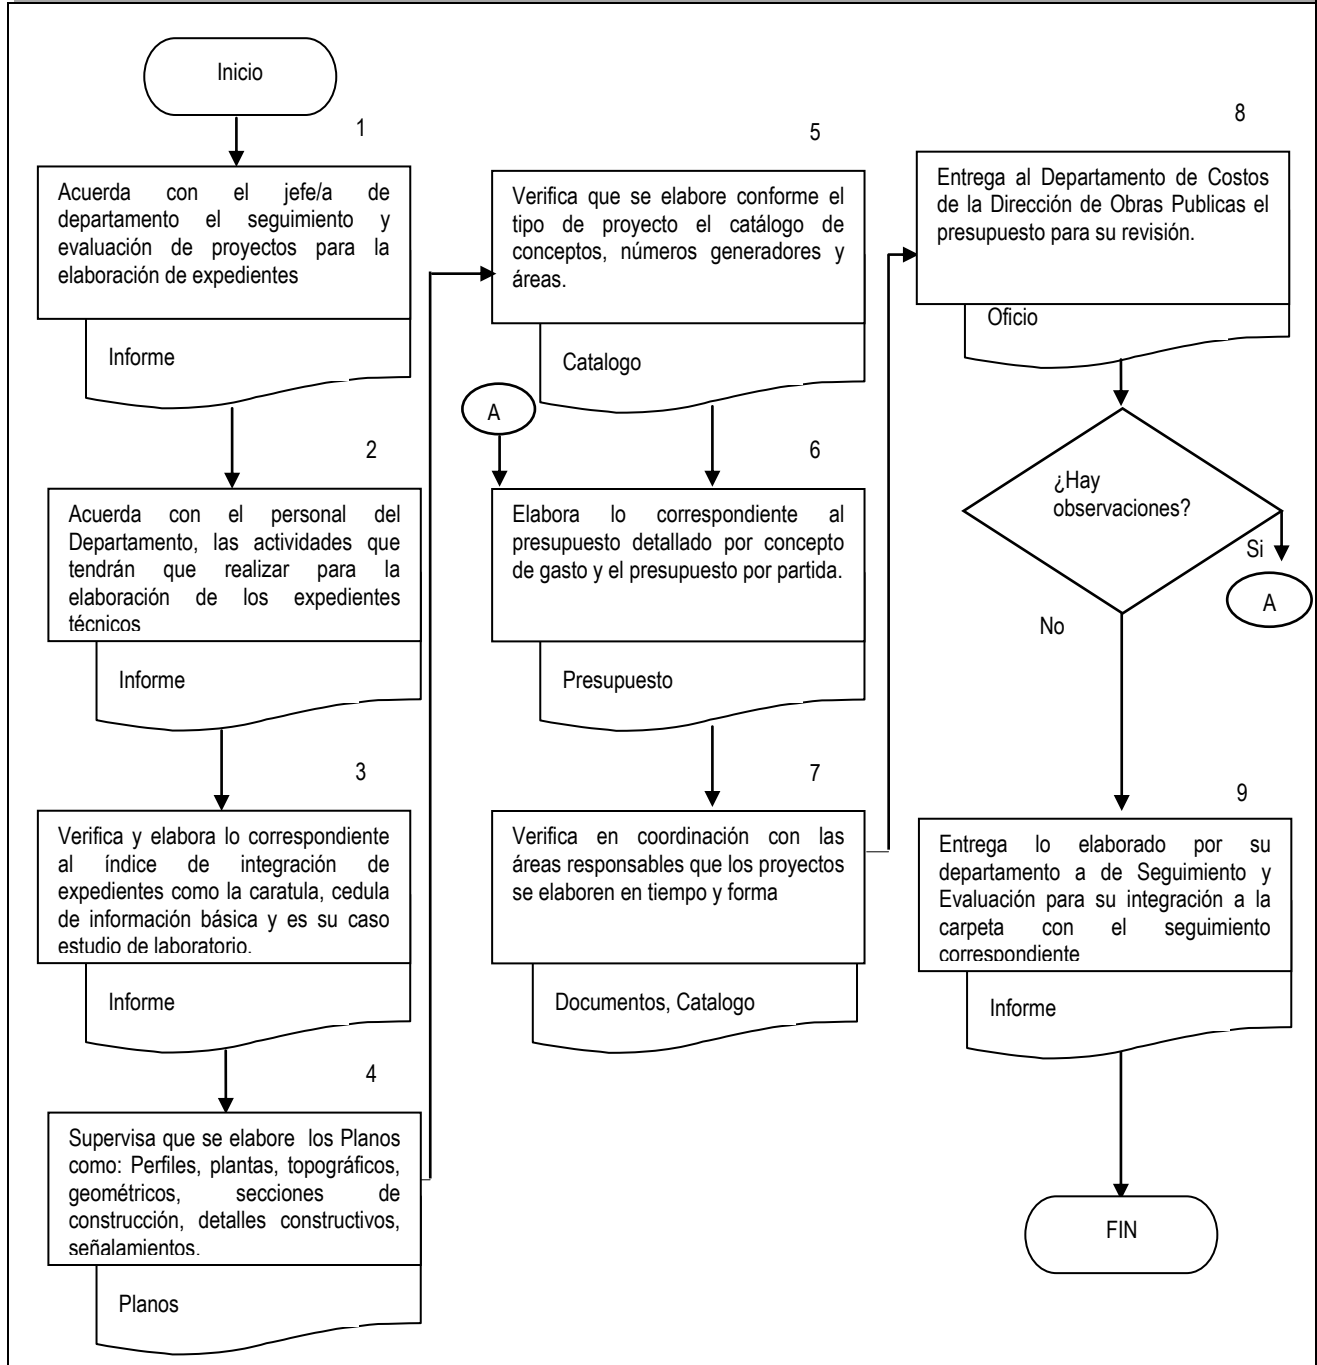 Inicio
1
Acuerda con el jefe/a de
departamento el seguimiento y
evaluación de proyectos para la
elaboración de expedientes
Informe
2
Acuerda con el personal del
Departamento, las actividades que
tendrán que realizar para la
elaboración de los expedientes
técnicos
Informe
3
Verifica y elabora lo correspondiente
al índice de integración de
expedientes como la caratula, cedula
de información básica y es su caso
estudio de laboratorio.
Informe
4
Supervisa que se elabore los Planos
como: Perfiles, plantas, topográficos,
geométricos, secciones de
construcción, detalles constructivos,
señalamientos.
Planos
5
Verifica que se elabore conforme el
tipo de proyecto el catálogo de
conceptos, números generadores y
áreas.
Catalogo
A
6
Elabora lo correspondiente al
presupuesto detallado por concepto
de gasto y el presupuesto por partida.
Presupuesto
7
Verifica en coordinación con las
áreas responsables que los proyectos
se elaboren en tiempo y forma
Documentos, Catalogo
8
Entrega al Departamento de Costos
de la Dirección de Obras Publicas el
presupuesto para su revisión.
Oficio
¿Hay
observaciones?
Si
A
No
9
Entrega lo elaborado por su
departamento a de Seguimiento y
Evaluación para su integración a la
carpeta con el seguimiento
correspondiente
Informe
FIN